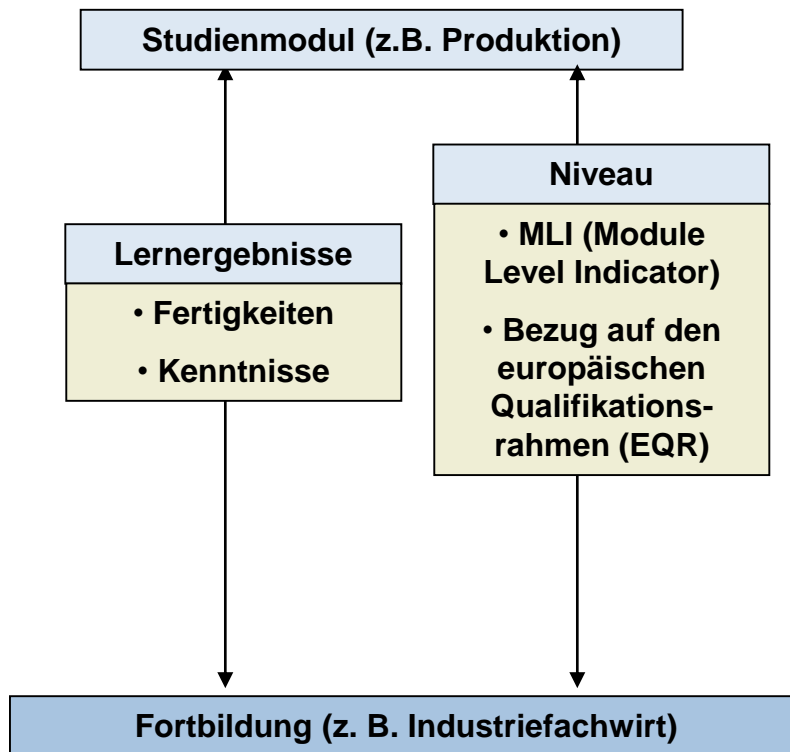 Studienmodul (z.B. Produktion)
Lernergebnisse
• Fertigkeiten
• Kenntnisse
Niveau
• MLI (Module
Level Indicator)
• Bezug auf den
europäischen
Qualifikations-
rahmen (EQR)
Fortbildung (z. B. Industriefachwirt)